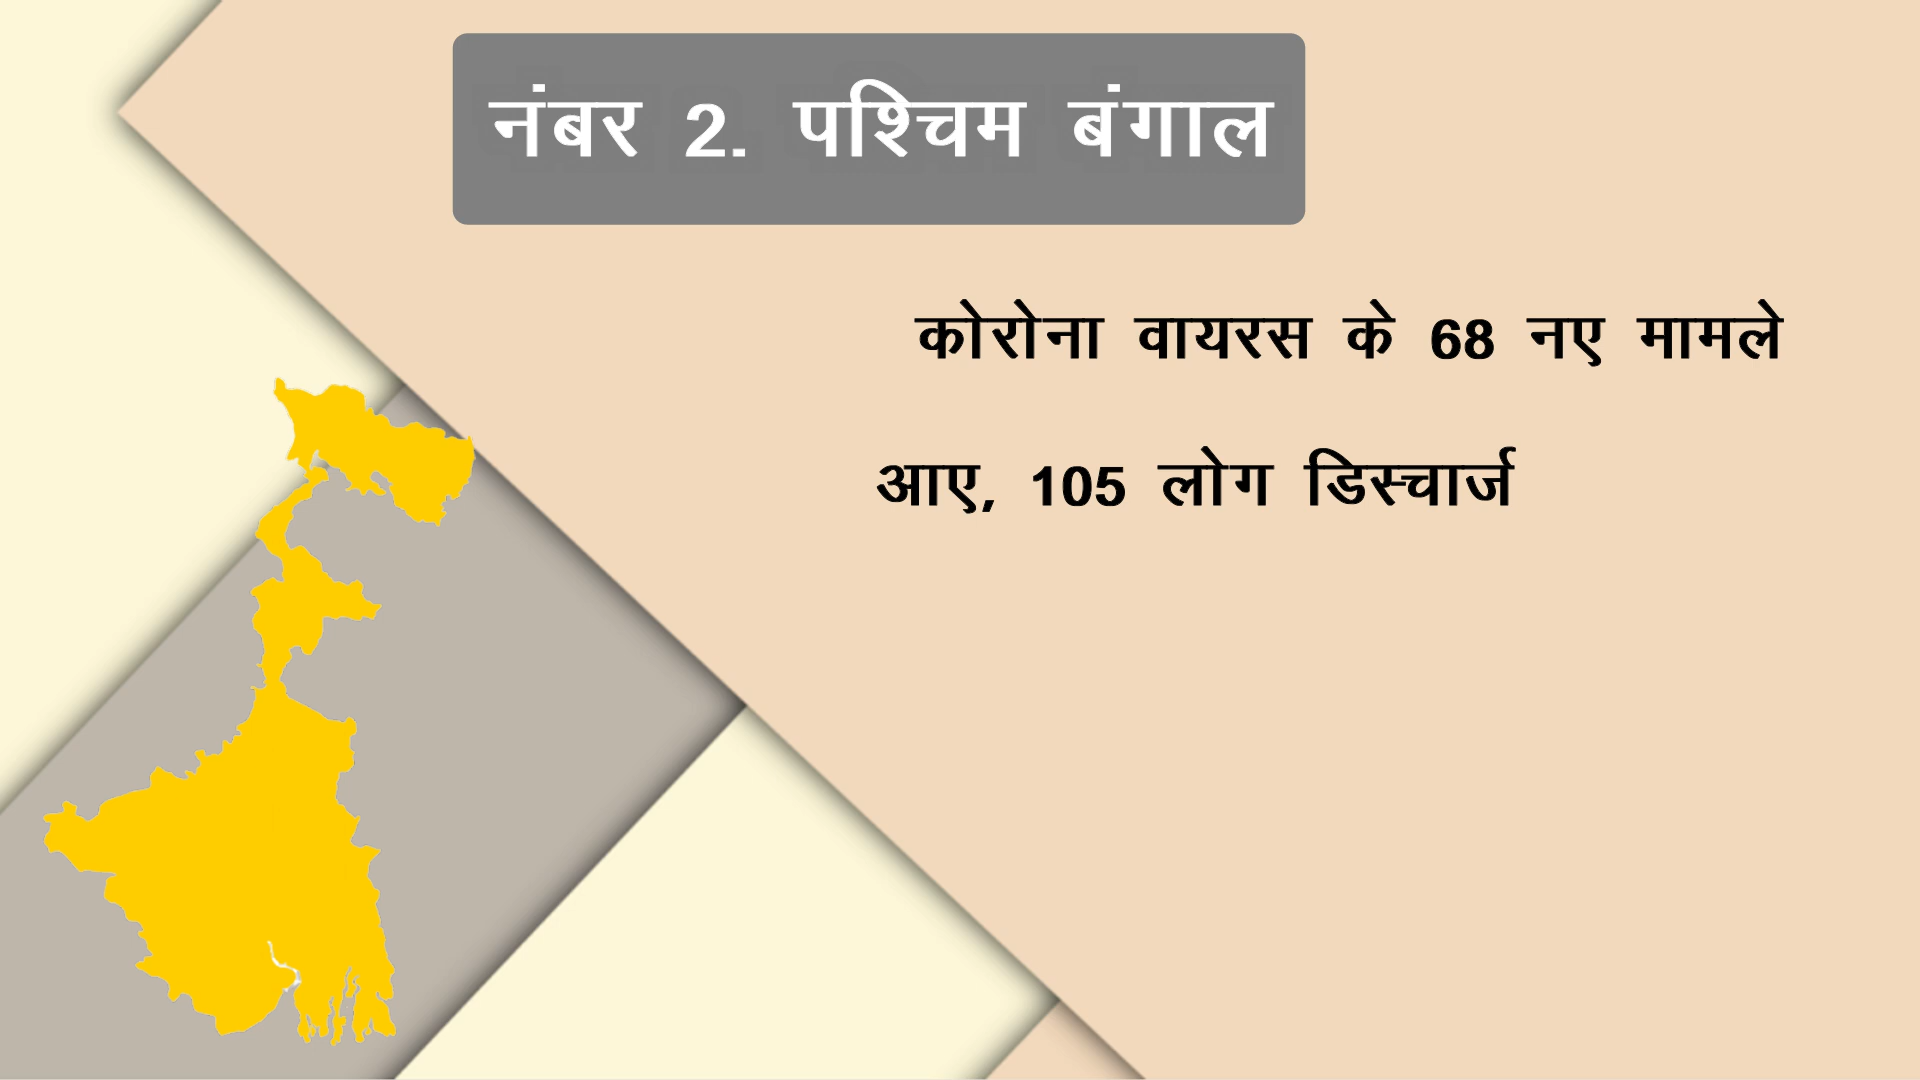 नंबर 2. पश्चिम बंगाल
कोरोना वायरस के 68 नए मामले
आए, 105 लोग डिस्चार्ज